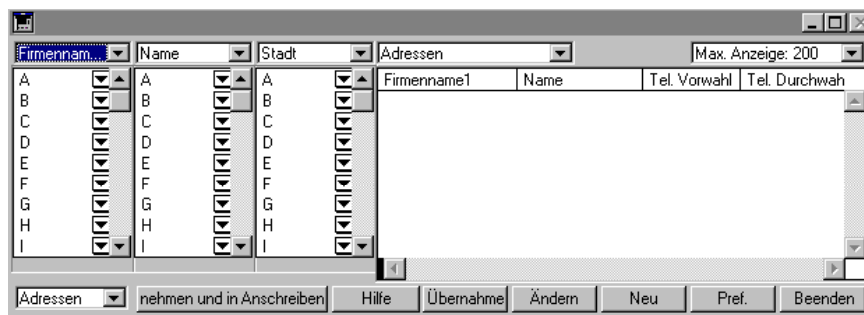 Firmennam... Name Stadt Adressen Max. Anzeige: 200
A A A Firmenname1 Name Tel. Vorwahl Tel. Durchwah
B B B
C C C
D D D
E E E
F F F
G G G
H H H
I I I
Adressen nehmen und in Anschreiben Hilfe Übernahme Ändern Neu Pref. Beenden